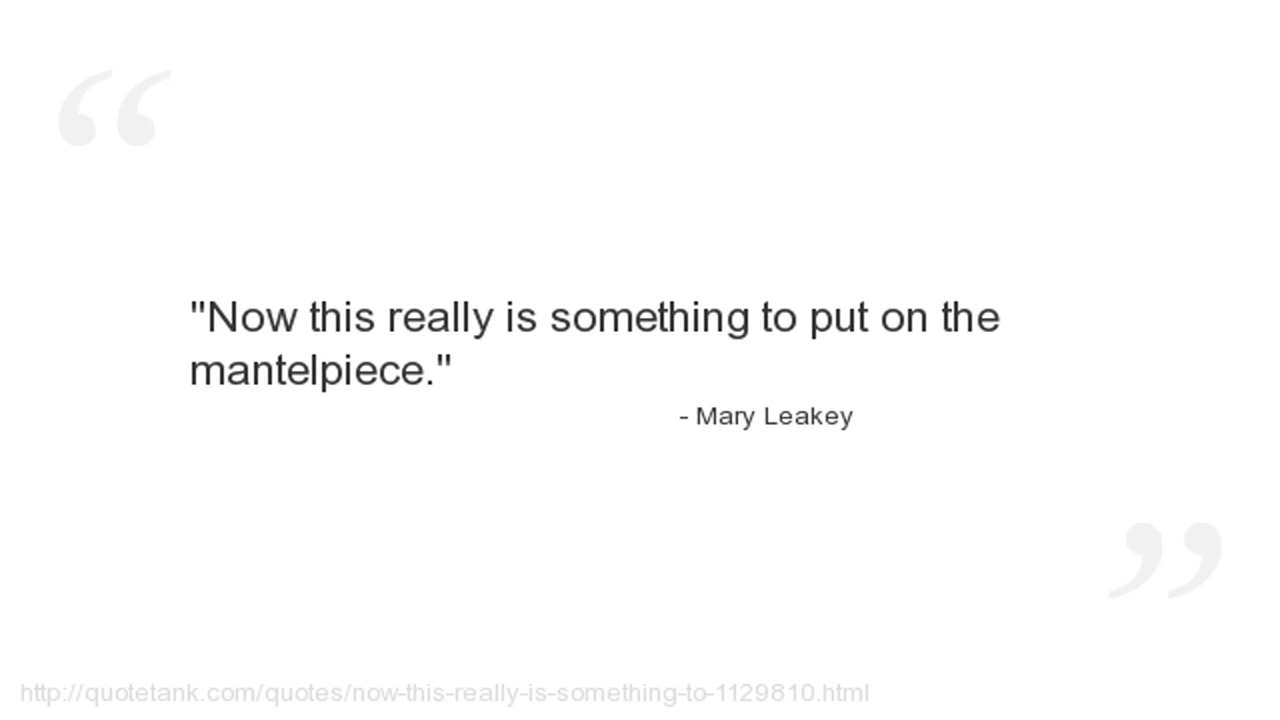 "Now this really is something to put on the
mantelpiece."
- Mary Leakey
http://quotetank.com/quotes/now-this-really-is-something-to-1129810.html